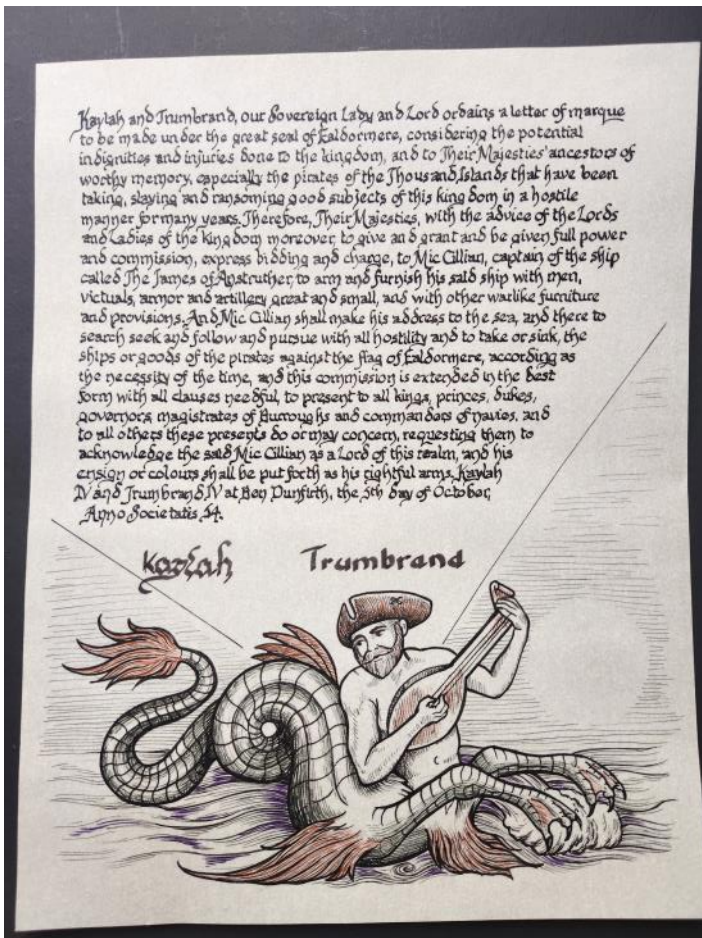 Kaylah and Trumbrand, our Sovereign Lady and Lord ordains a letter of marque
to be made under the great seal of Ealdormere, considering the potential
indignities and injuries done to the kingdom, and to Their Majesties' ancestors of
worthy memory, especially the pirates of the Thousand Islands that have been
taking, slaying and ransoming good subjects of this kingdom in a hostile
manner for many years. Therefore, Their Majesties, with the advice of the Lords
and Ladies of the kingdom moreover, to give and grant and be given full power
and commission, express bidding and charge, to Mic Gillian, captain of the ship
called The James of Anstruther, to arm and furnish his said ship with men,
victuals, armor and artillery great and small, and with other warlike furniture
and provisions. And Mic Gillian shall make his address to the sea, and there to
search seek and follow and pursue with all hostility and to take or sink, the
ships or goods of the pirates against the flag of Ealdormere, according as
the necessity of the time, and this commission is extended in the best
form with all clauses needful, to present to all kings, princes, dukes,
governors, magistrates of Burroughs and commandars of navies, and
to all others these presents do or may concern, requesting them to
acknowledge the said Mic Gillian as a Lord of this realm, and his
ensign or colours shall be put forth as his rightful arms. Kaylah
IV and Trumbrand IV at Ben Dunfirth, the 5th day of October,
Anno Societatis 54.
Kaylah Trumbrand